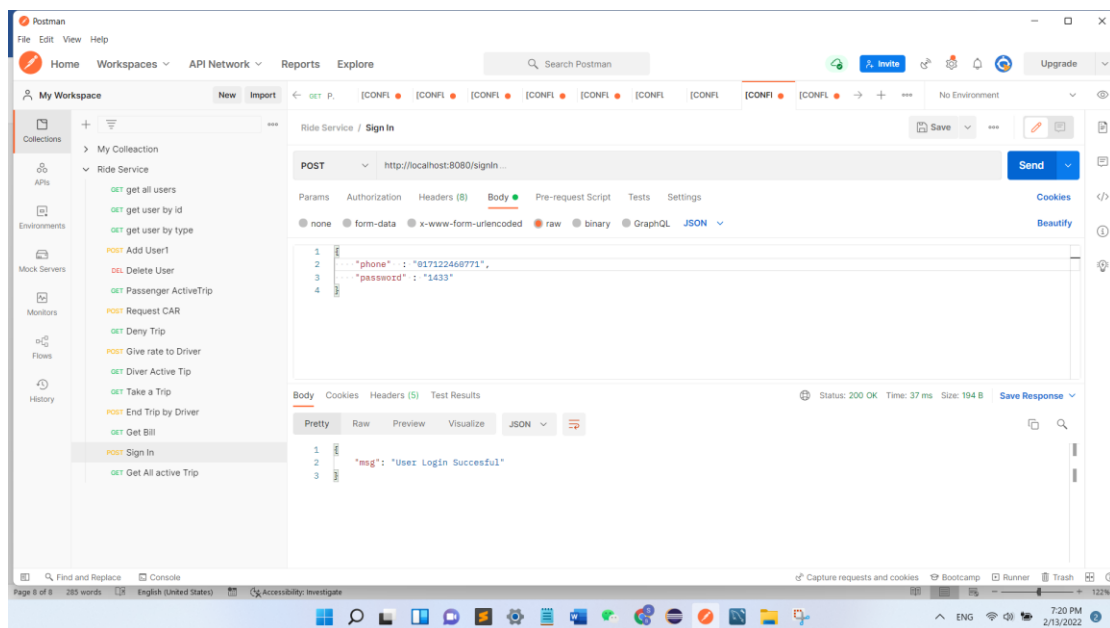 Postman
File Edit View Help
Home Workspaces API Network Reports Explore Search Postman Invite Upgrade
My Workspace New Import GET P. [CONFL [CONFL [CONFL [CONFL [CONFL [CONFL [CONFL [CONFI [CONFL No Environment
Collections
APIs
Environments
Mock Servers
Monitors
Flows
History
My Colleaction
Ride Service
GET get all users
GET get user by id
GET get user by type
POST Add User1
DEL Delete User
GET Passenger ActiveTrip
POST Request CAR
GET Deny Trip
POST Give rate to Driver
GET Diver Active Tip
GET Take a Trip
POST End Trip by Driver
GET Get Bill
POST Sign In
GET Get All active Trip
Ride Service / Sign In Save
POST http://localhost:8080/signIn... Send
Params Authorization Headers (8) Body Pre-request Script Tests Settings Cookies
none form-data x-www-form-urlencoded raw binary GraphQL JSON Beautify
1 {
2 "phone" : "017122460771",
3 "password" : "1433"
4 }
Body Cookies Headers (5) Test Results Status: 200 OK Time: 37 ms Size: 194 B Save Response
Pretty Raw Preview Visualize JSON
1 {
2 "msg": "User Login Succesful"
3 }
Find and Replace Console Capture requests and cookies Bootcamp Runner Trash
Page 8 of 8 285 words English (United States) Accessibility: Investigate 122%
ENG 7:20 PM
2/13/2022